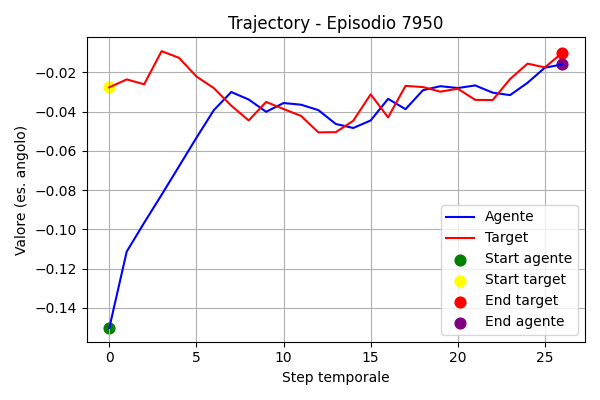 Trajectory - Episodio 7950
Valore (es. angolo)
−0.02
−0.04
−0.06
−0.08
−0.10
−0.12
−0.14
0
5
10
15
20
25
Step temporale
Agente
Target
Start agente
Start target
End target
End agente